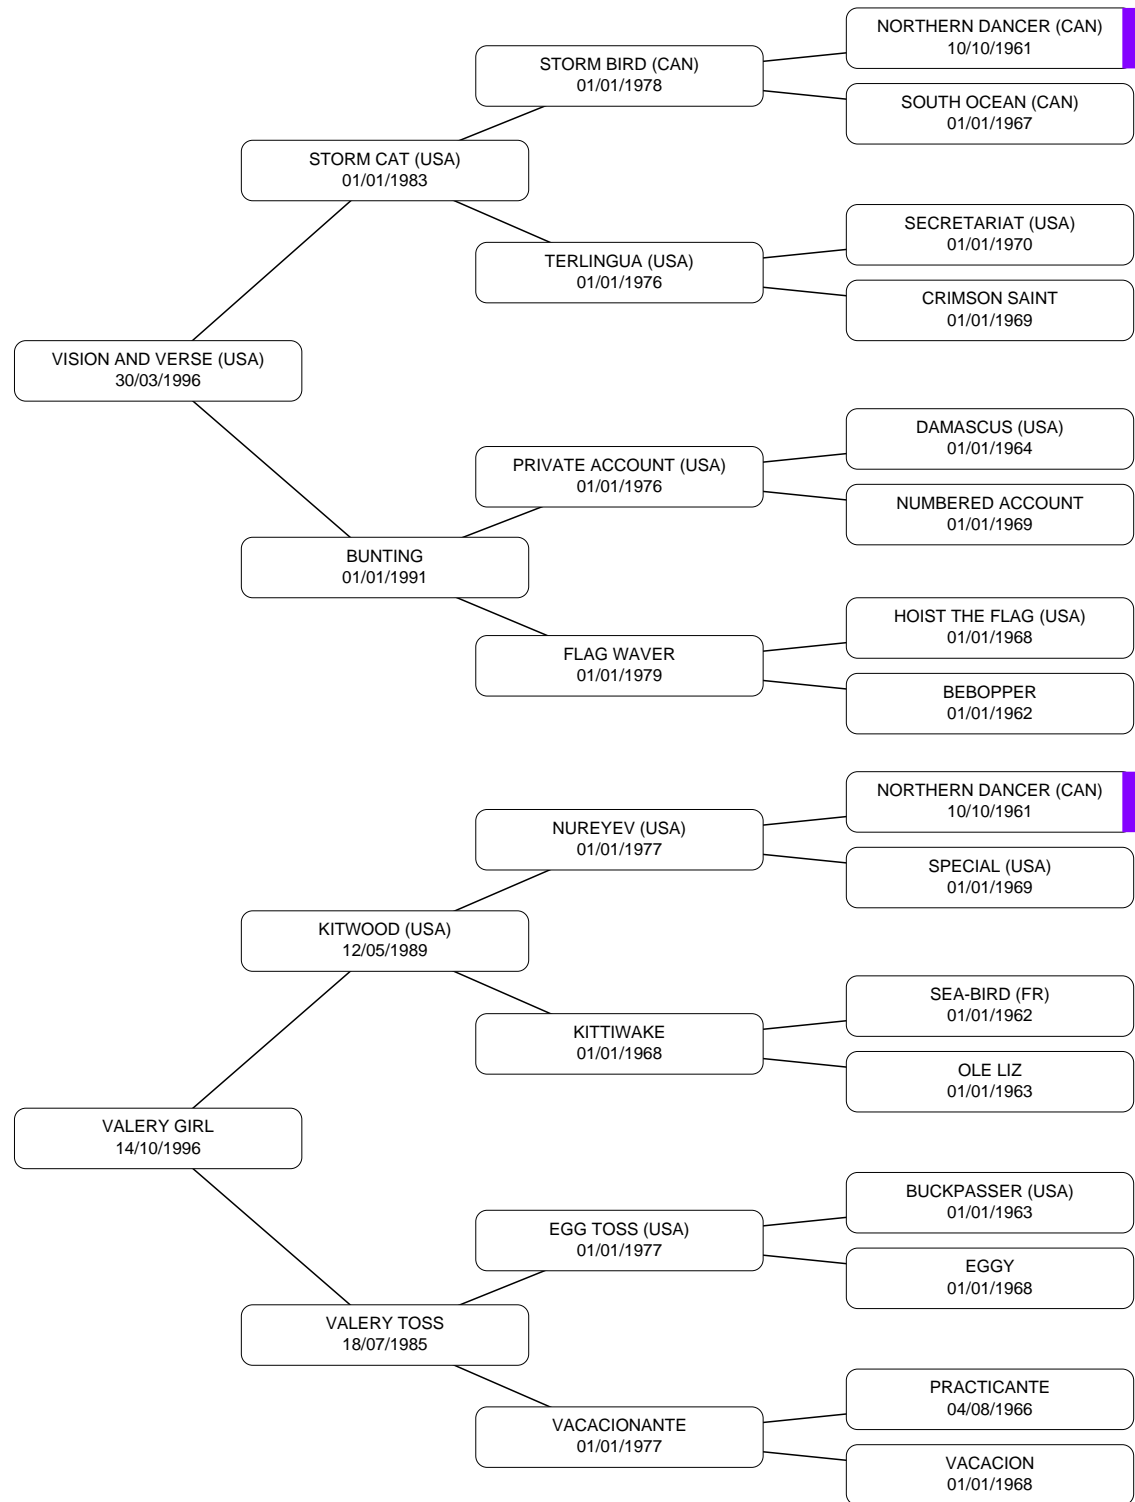 NORTHERN DANCER (CAN)
10/10/1961
STORM BIRD (CAN)
01/01/1978
SOUTH OCEAN (CAN)
01/01/1967
STORM CAT (USA)
01/01/1983
SECRETARIAT (USA)
01/01/1970
TERLINGUA (USA)
01/01/1976
CRIMSON SAINT
01/01/1969
VISION AND VERSE (USA)
30/03/1996
DAMASCUS (USA)
01/01/1964
PRIVATE ACCOUNT (USA)
01/01/1976
NUMBERED ACCOUNT
01/01/1969
BUNTING
01/01/1991
HOIST THE FLAG (USA)
01/01/1968
FLAG WAVER
01/01/1979
BEBOPPER
01/01/1962
NORTHERN DANCER (CAN)
10/10/1961
NUREYEV (USA)
01/01/1977
SPECIAL (USA)
01/01/1969
KITWOOD (USA)
12/05/1989
SEA-BIRD (FR)
01/01/1962
KITTIWAKE
01/01/1968
OLE LIZ
01/01/1963
VALERY GIRL
14/10/1996
BUCKPASSER (USA)
01/01/1963
EGG TOSS (USA)
01/01/1977
EGGY
01/01/1968
VALERY TOSS
18/07/1985
PRACTICANTE
04/08/1966
VACACIONANTE
01/01/1977
VACACION
01/01/1968